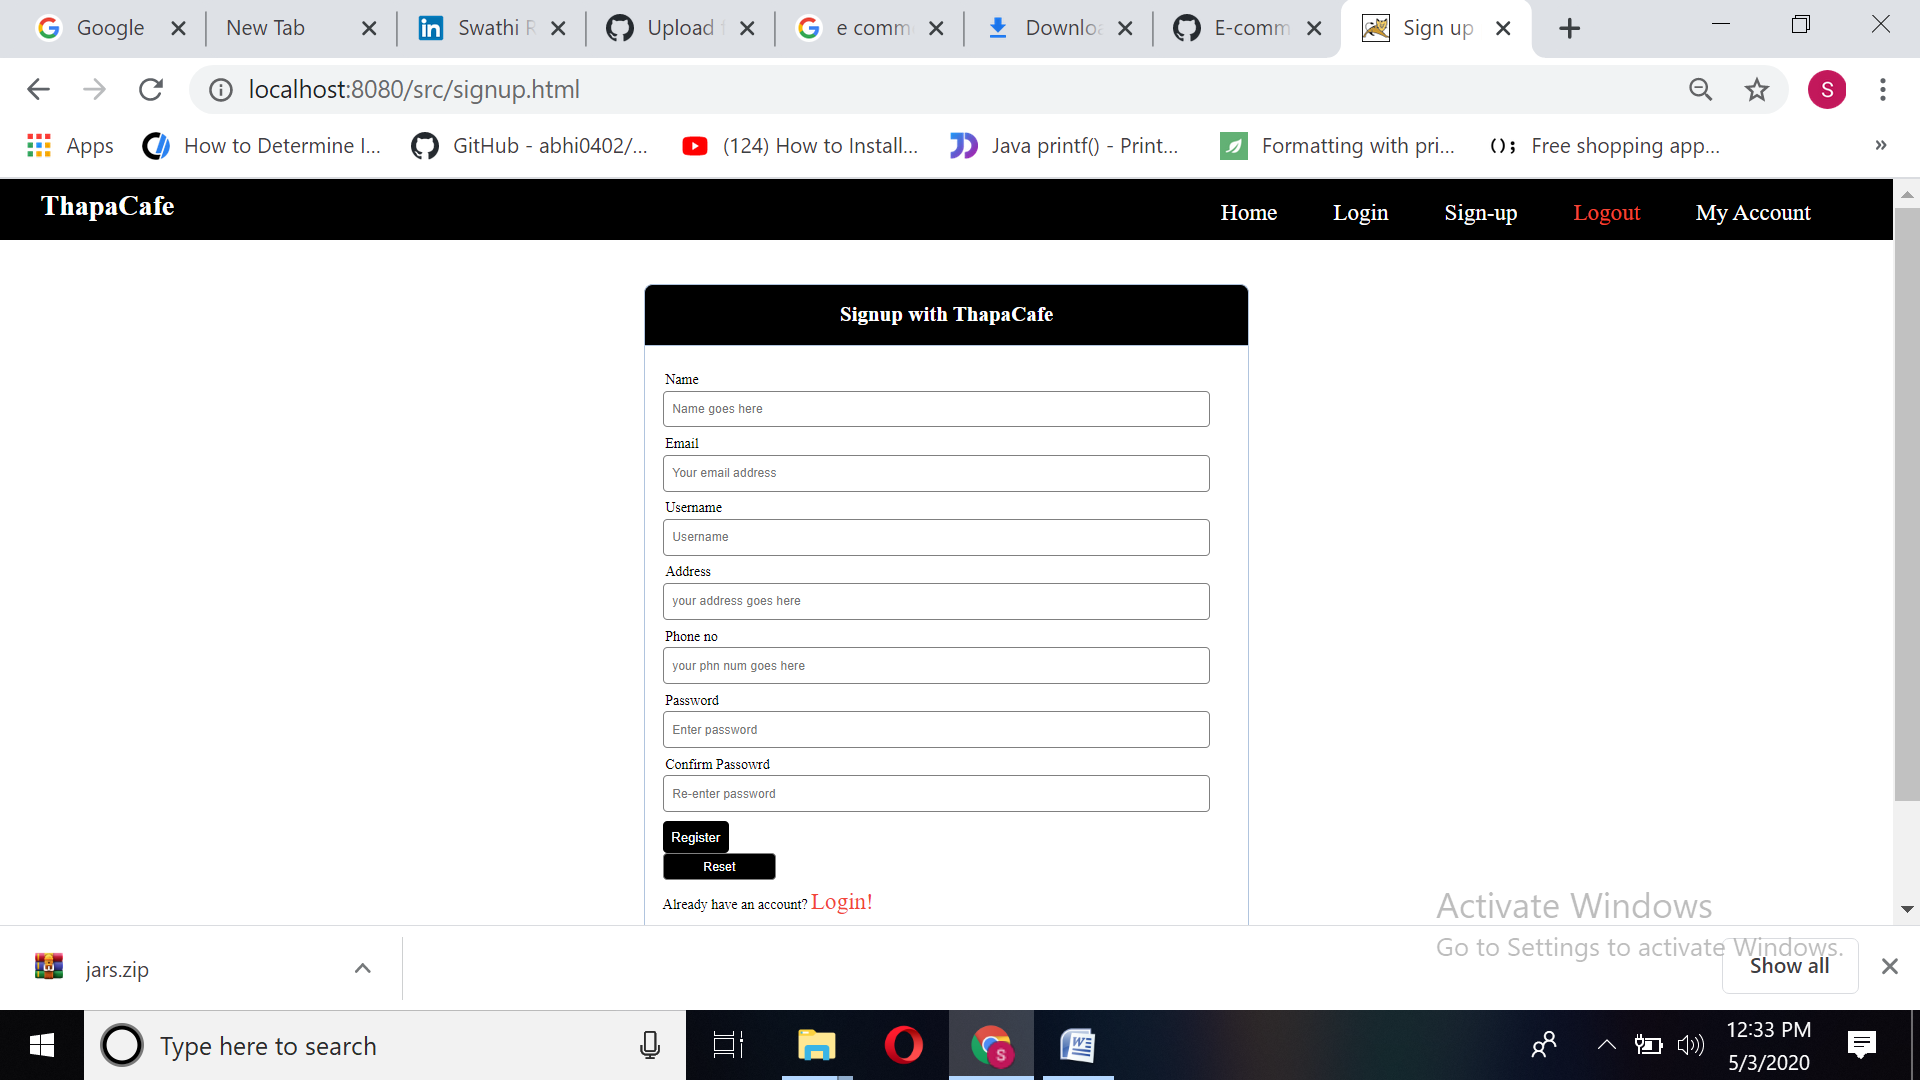 Google
New Tab
Swathi R
Upload
e comm
Downlo
E-comm
Sign up
localhost:8080/src/signup.html
S
Apps
How to Determine I...
GitHub - abhi0402/...
(124) How to Install...
Java printf() - Print...
Formatting with pri...
Free shopping app...
ThapaCafe
Home
Login
Sign-up
Logout
My Account
Signup with ThapaCafe
Name
Name goes here
Email
Your email address
Username
Username
Address
your address goes here
Phone no
your phn num goes here
Password
Enter password
Confirm Passowrd
Re-enter password
Register
Reset
Already have an account? Login!
Activate Windows
Go to Settings to activate Windows.
jars.zip
Show all
Type here to search
S
12:33 PM
5/3/2020